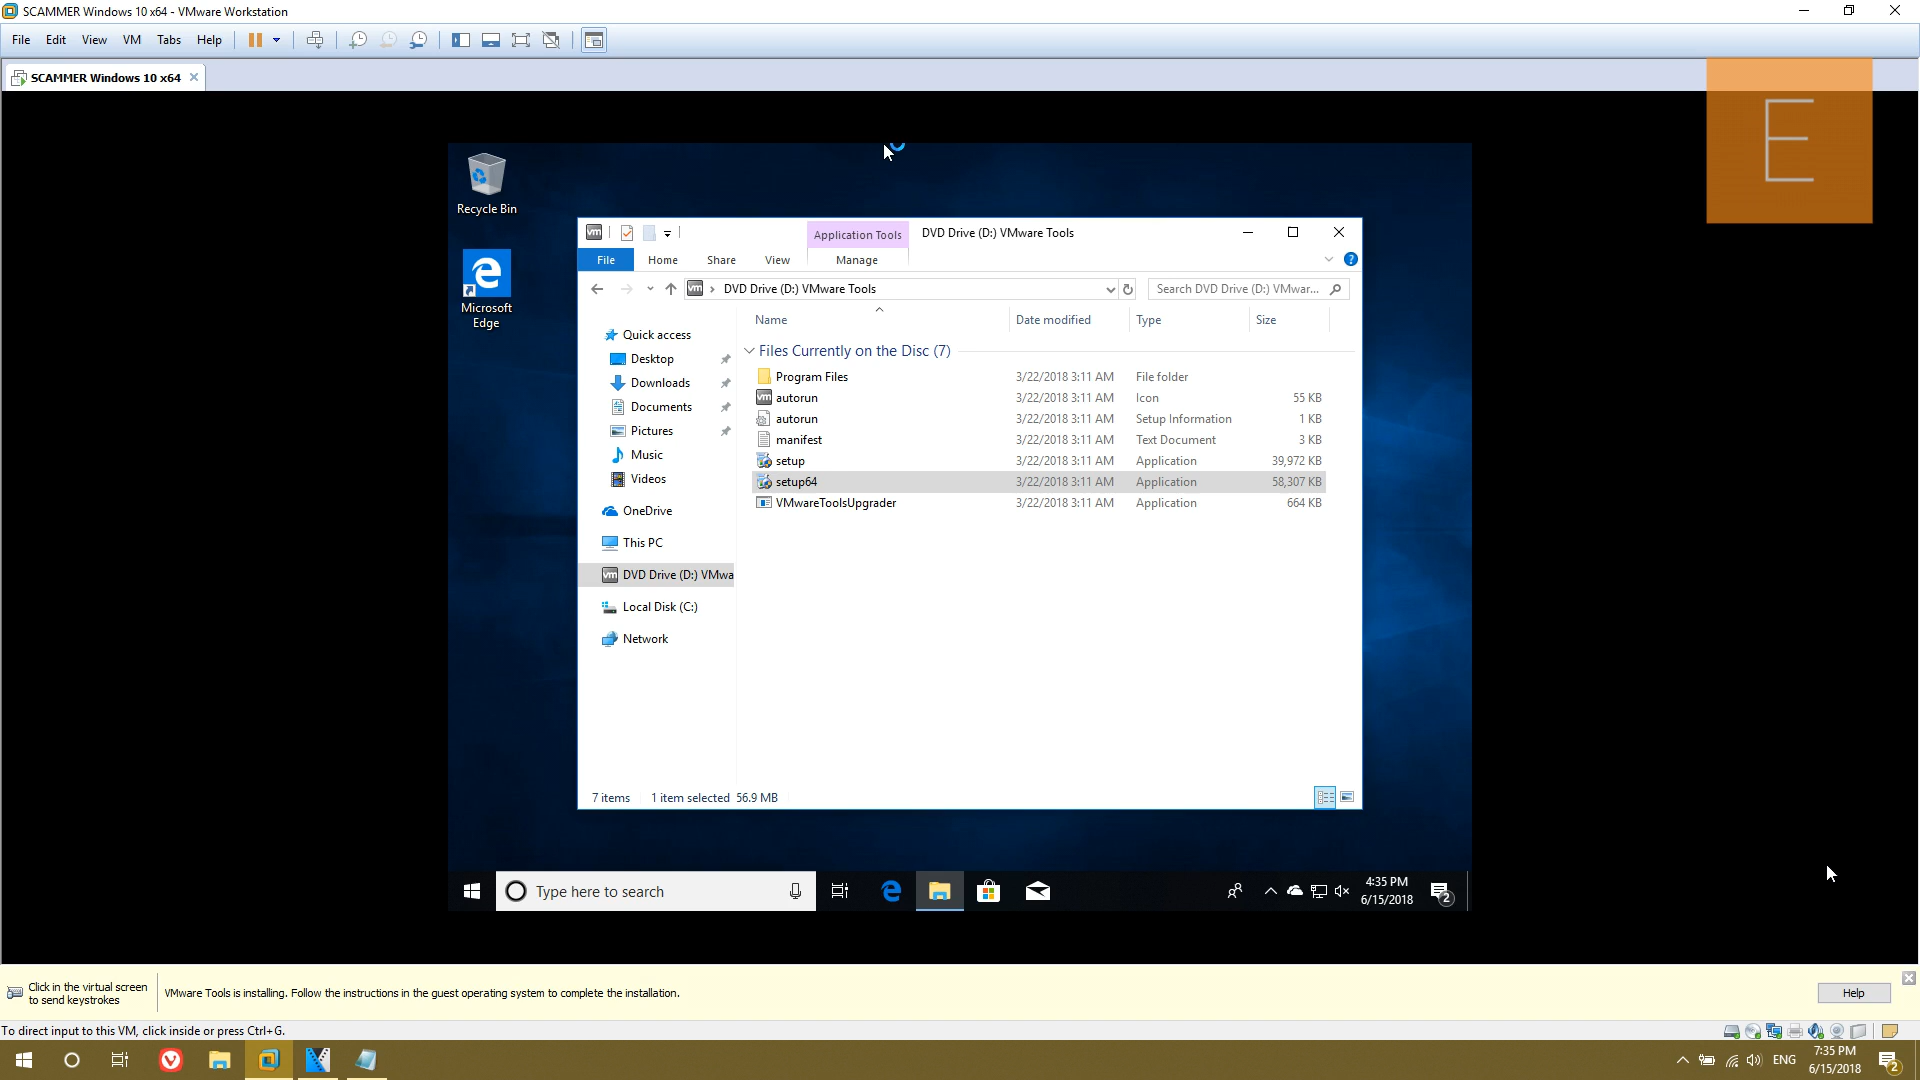 SCAMMER Windows 10 x64 - VMware Workstation
File Edit View VM Tabs Help
SCAMMER Windows 10 x64
E
Recycle Bin
Microsoft
Edge
Application Tools DVD Drive (D:) VMware Tools
File Home Share View Manage
DVD Drive (D:) VMware Tools Search DVD Drive (D:) VMwar...
Name Date modified Type Size
Files Currently on the Disc (7)
Program Files 3/22/2018 3:11 AM File folder
autorun 3/22/2018 3:11 AM Icon 55 KB
autorun 3/22/2018 3:11 AM Setup Information 1 KB
manifest 3/22/2018 3:11 AM Text Document 3 KB
setup 3/22/2018 3:11 AM Application 39,972 KB
setup64 3/22/2018 3:11 AM Application 58,307 KB
VMwareToolsUpgrader 3/22/2018 3:11 AM Application 664 KB
Quick access
Desktop
Downloads
Documents
Pictures
Music
Videos
OneDrive
This PC
DVD Drive (D:) VMwa
Local Disk (C:)
Network
7 items 1 item selected 56.9 MB
Type here to search
4:35 PM
6/15/2018
2
Click in the virtual screen
to send keystrokes
VMware Tools is installing. Follow the instructions in the guest operating system to complete the installation.
Help
To direct input to this VM, click inside or press Ctrl+G.
ENG
7:35 PM
6/15/2018
2